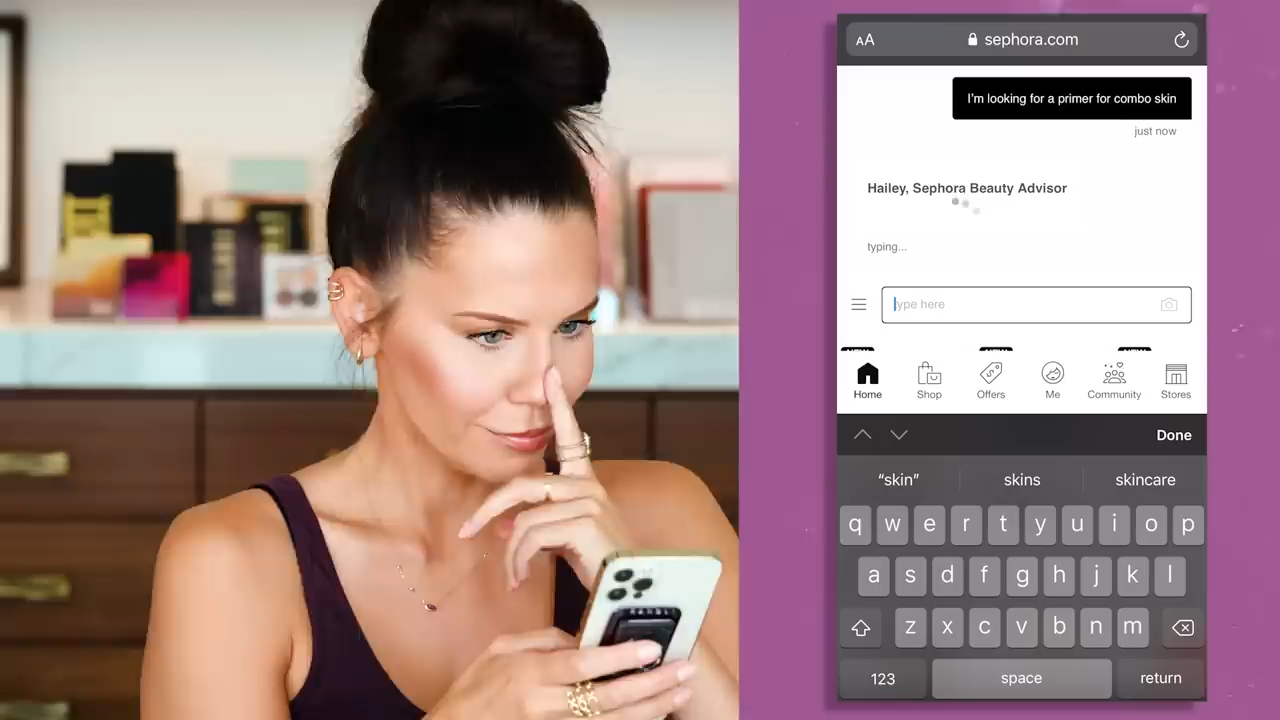 AA
sephora.com
I'm looking for a primer for combo skin
just now
Hailey, Sephora Beauty Advisor
typing...
ype here
Home
Shop
Offers
Me
Community
Stores
Done
“skin”
skins
skincare
q w e r t y u i o p
a s d f g h j k l
z x c v b n m
123
space
return